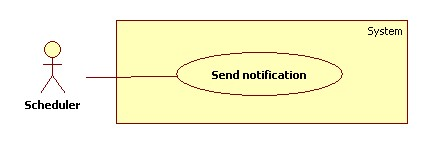 System
Send notification
Scheduler